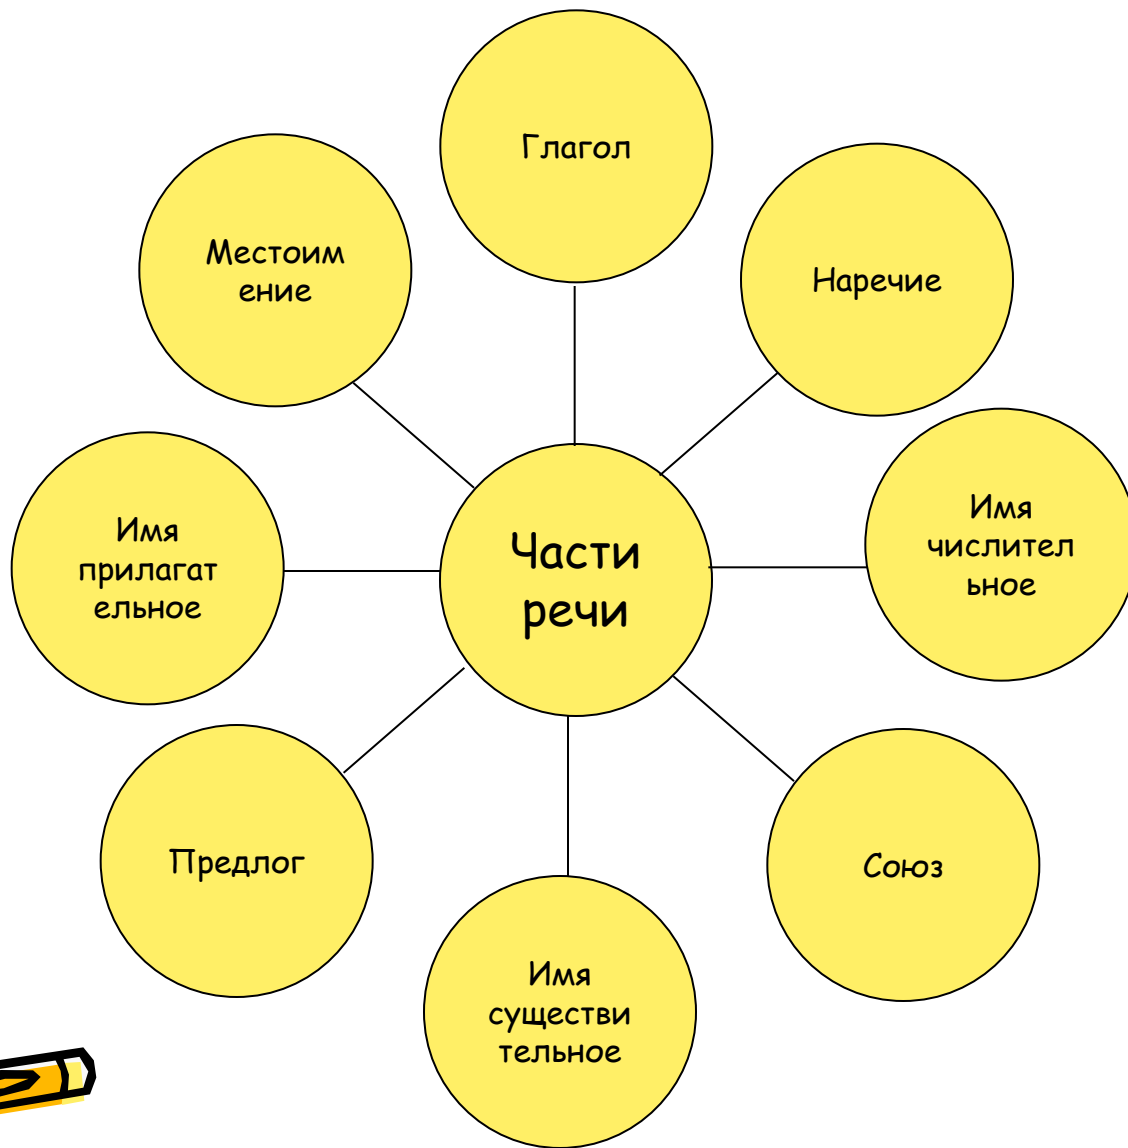 Глагол
Местоим
ение
Наречие
Имя
числител
ьное
Имя
прилагат
ельное
Части
речи
Предлог
Союз
Имя
существи
тельное